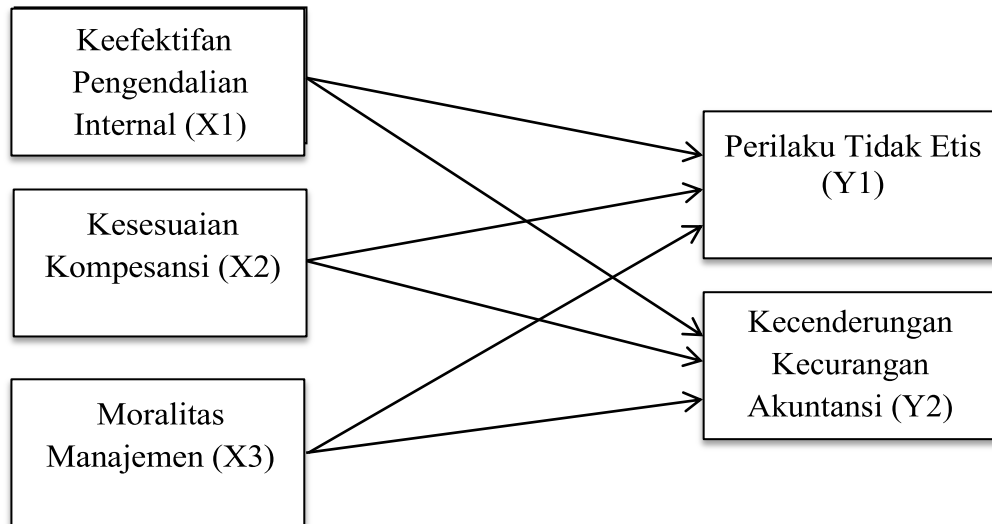 Keefektifan
Pengendalian
Internal (X1)
Kesesuaian
Kompesansi (X2)
Moralitas
Manajemen (X3)
Perilaku Tidak Etis
(Y1)
Kecenderungan
Kecurangan
Akuntansi (Y2)